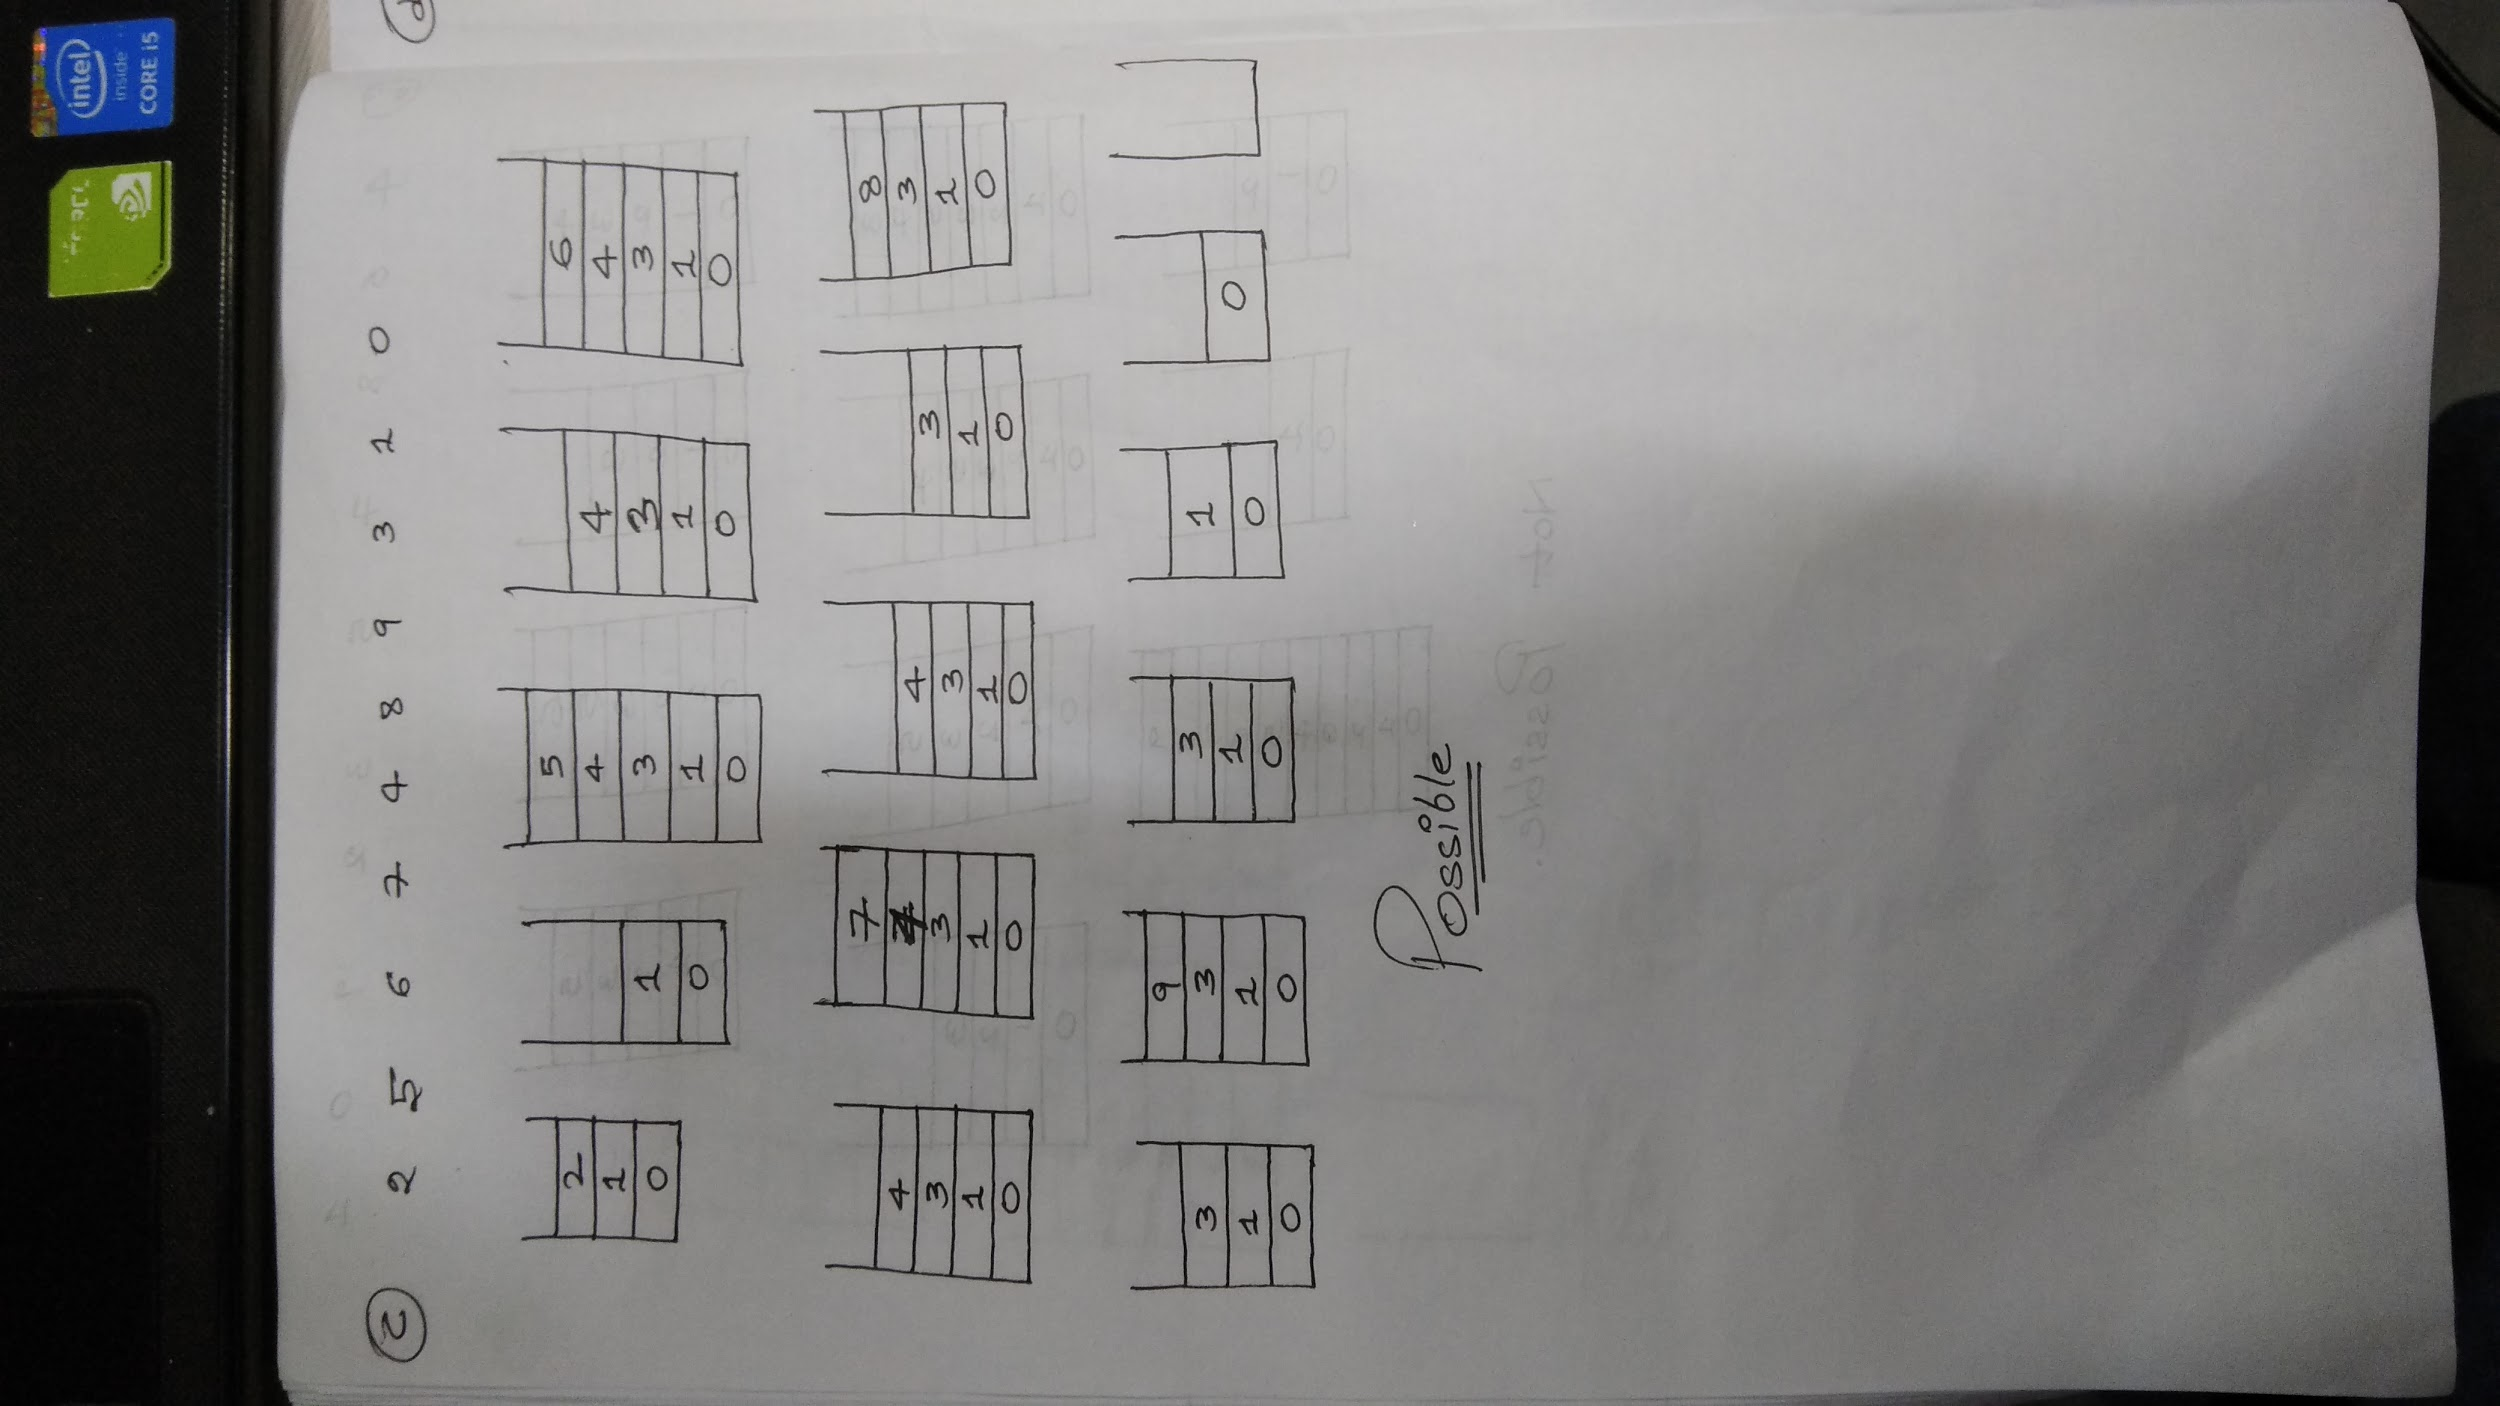 intel
inside
CORE i5
c 2 5 6 7 4 8 9 3 1 0
2 1 0
1 0
5 4 3 1 0
4 3 1 0
6 4 3 1 0
4 3 1 0
7 4 3 1 0
4 3 1 0
3 1 0
8 3 1 0
3 1 0
9 3 1 0
3 1 0
1 0
0
Possible